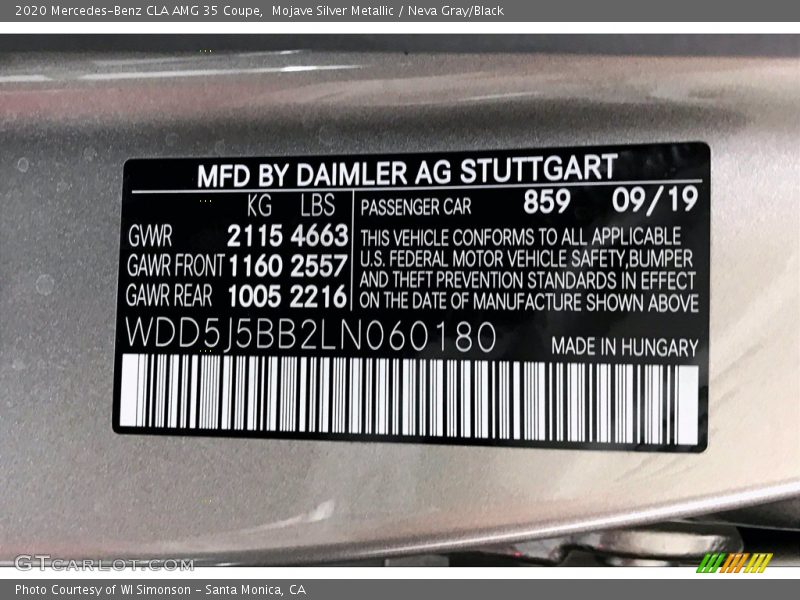 2020 Mercedes-Benz CLA AMG 35 Coupe,  Mojave Silver Metallic / Neva Gray/Black
MFD BY DAIMLER AG STUTTGART
KG LBS
GVWR 2115 4663
GAWR FRONT 1160 2557
GAWR REAR 1005 2216
PASSENGER CAR 859 09/19
THIS VEHICLE CONFORMS TO ALL APPLICABLE
U.S. FEDERAL MOTOR VEHICLE SAFETY,BUMPER
AND THEFT PREVENTION STANDARDS IN EFFECT
ON THE DATE OF MANUFACTURE SHOWN ABOVE
WDD5J5BB2LN060180
MADE IN HUNGARY
GTcarlot.com
Photo Courtesy of WI Simonson - Santa Monica, CA